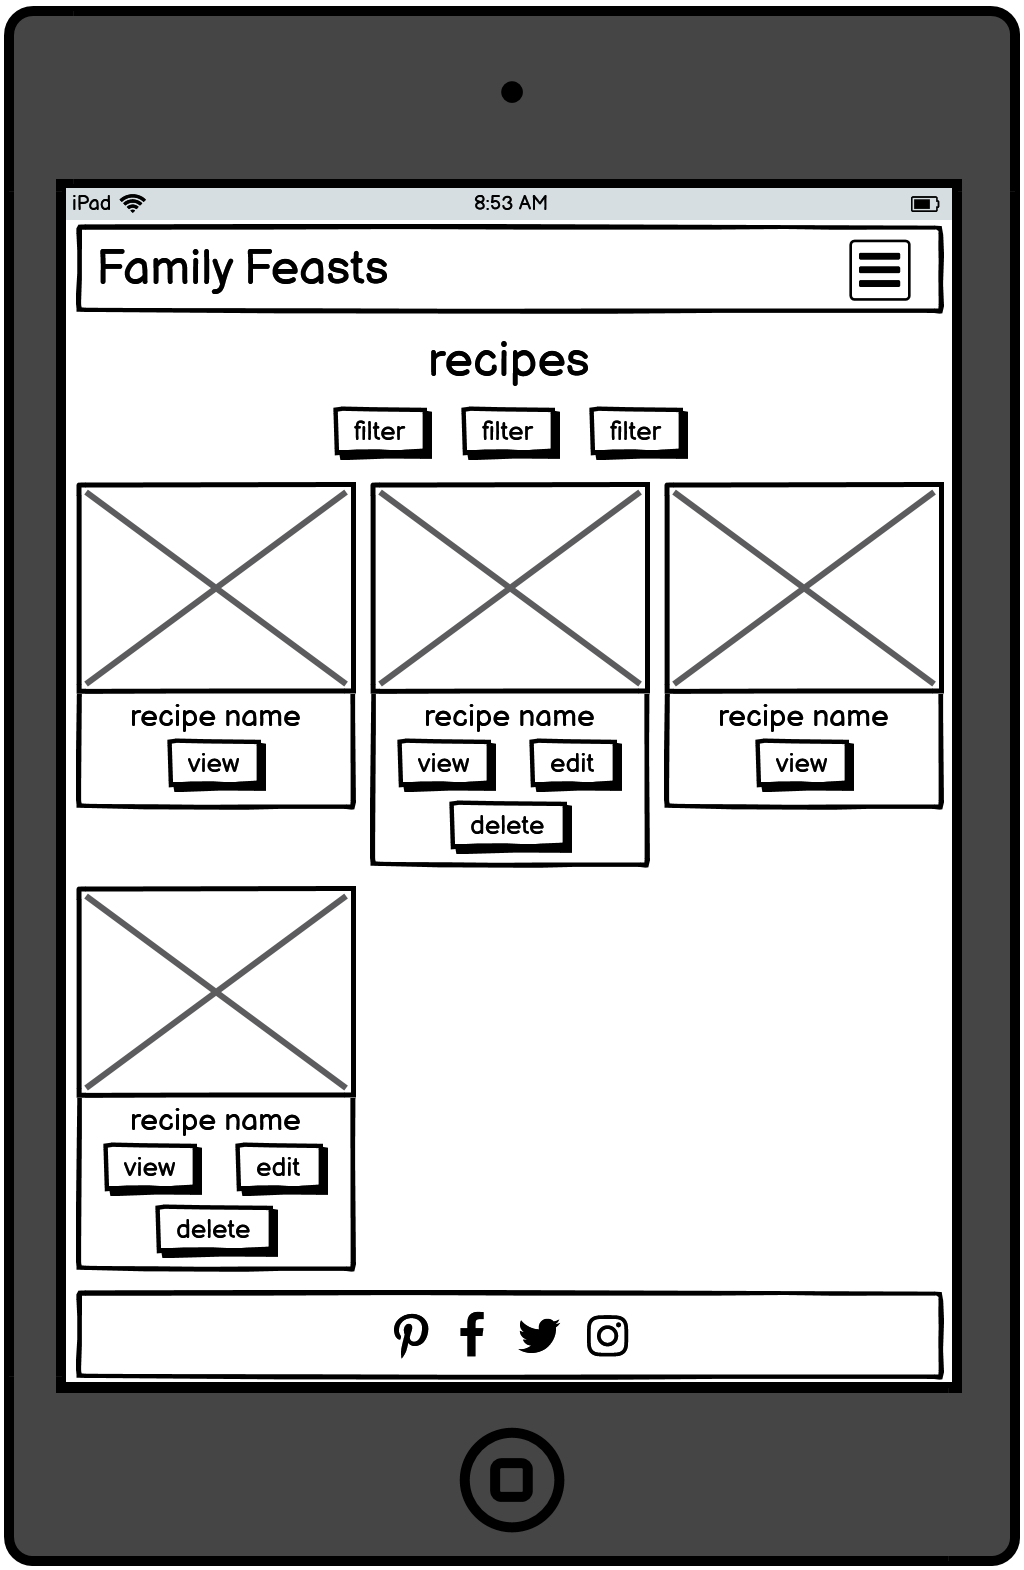 iPad 8:53 AM
Family Feasts
recipes
filter filter filter
recipe name recipe name recipe name
view view edit view
delete
recipe name
view edit
delete